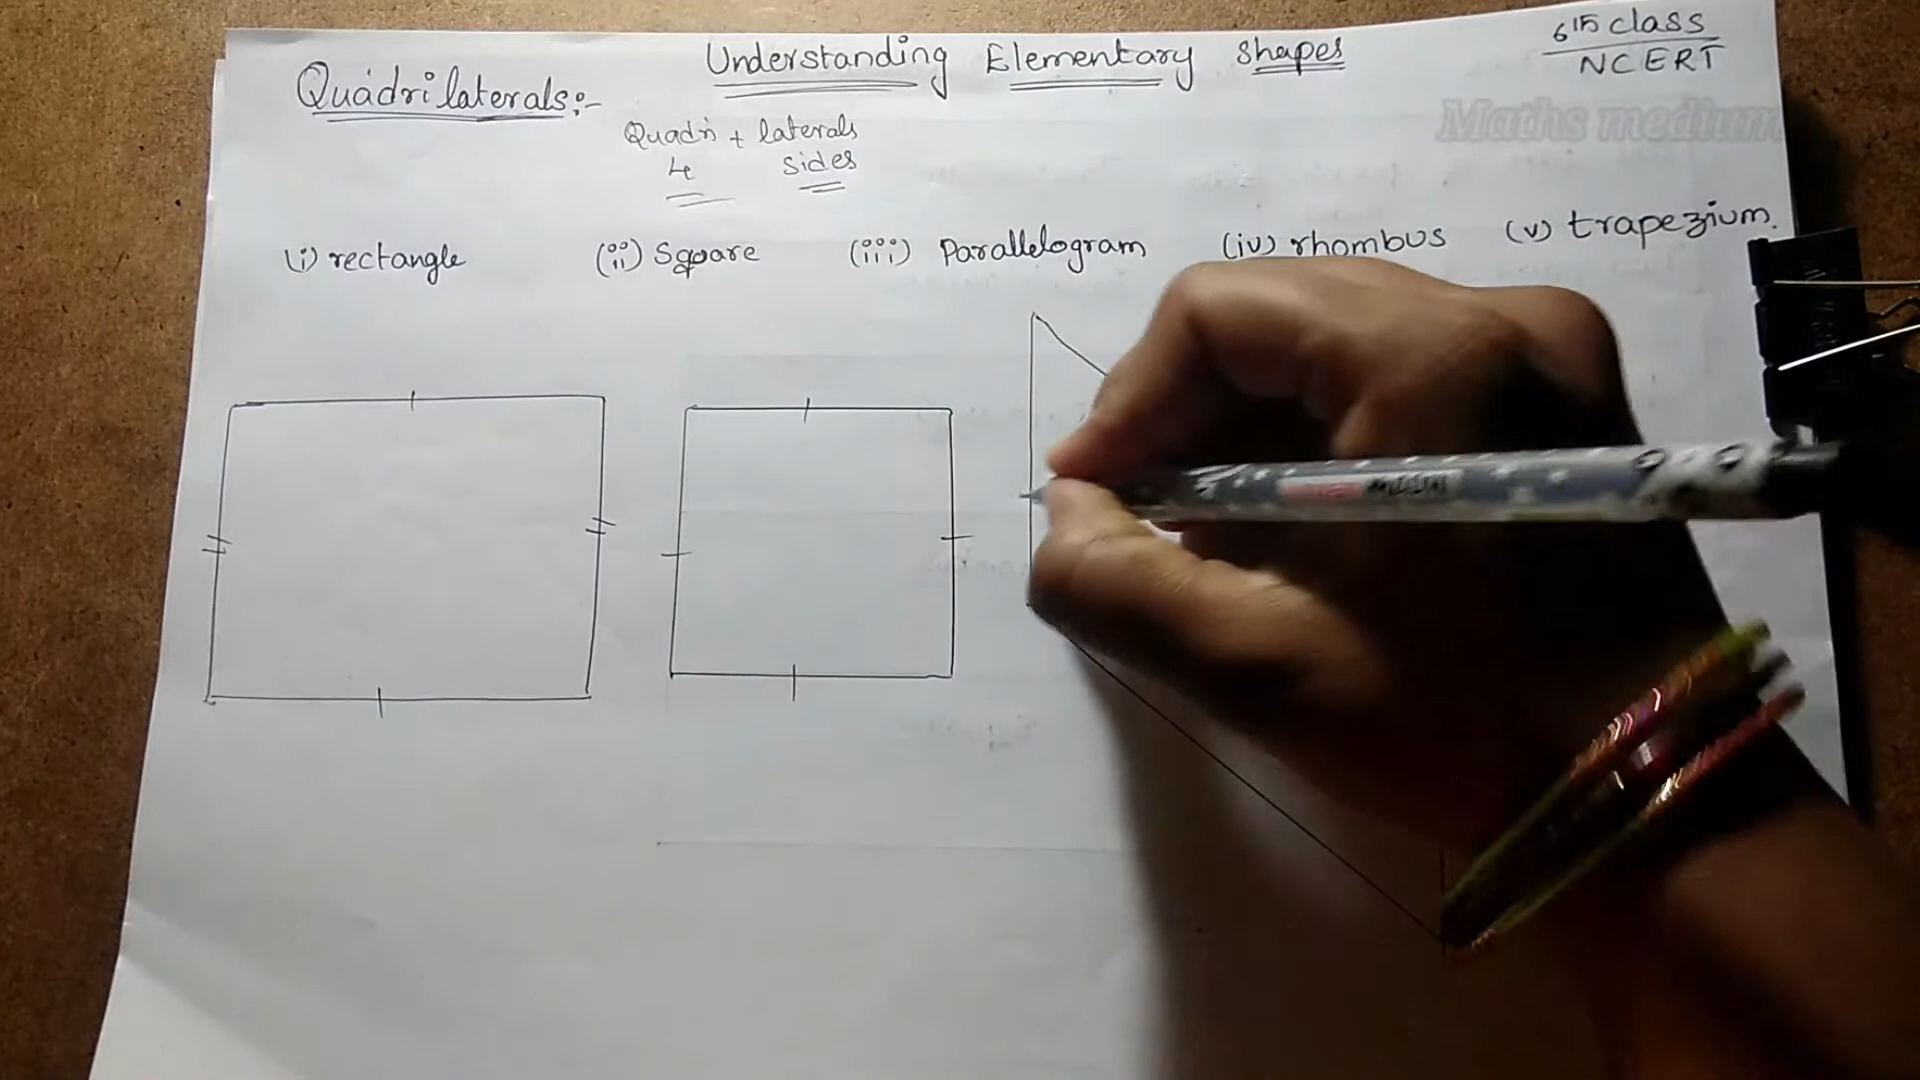 6th class
NCERT
Understanding Elementary Shapes
Quadrilaterals:-
Maths medium
Quadri + laterals
4 sides
(i) rectangle (ii) Square (iii) Parallelogram (iv) rhombus (v) trapezium.